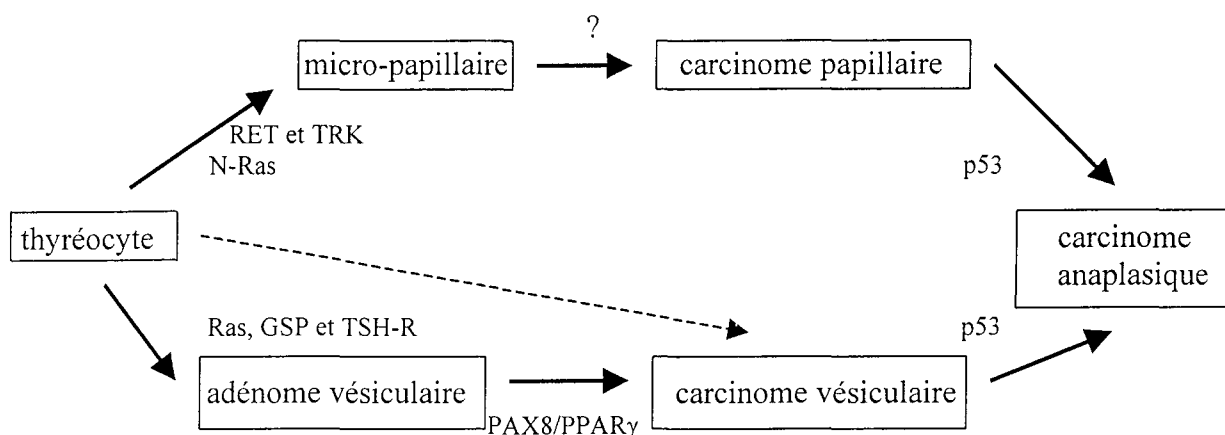 ?
micro-papillaire
carcinome papillaire
RET et TRK
N-Ras
p53
thyréocyte
carcinome
anaplasique
Ras, GSP et TSH-R
p53
adénome vésiculaire
carcinome vésiculaire
PAX8/PPARγ